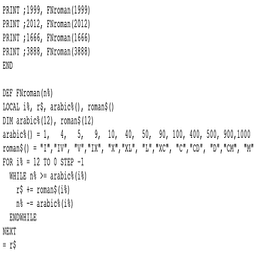 PRINT ;1999, FNroman(1999)
PRINT ;2012, FNroman(2012)
PRINT ;1666, FNroman(1666)
PRINT ;3888, FNroman(3888)
END
DEF FNroman(n%)
LOCAL i%, r$, arabic%(), roman$()
DIM arabic%(12), roman$(12)
arabic%() = 1, 4, 5, 9, 10, 40, 50, 90, 100, 400, 500, 900,1000
roman$() = "I","IV", "V","IX", "X","XL", "L","XC", "C","CD", "D","CM", "M"
FOR i% = 12 TO 0 STEP -1
WHILE n% >= arabic%(i%)
r$ += roman$(i%)
n% -= arabic%(i%)
ENDWHILE
NEXT
= r$